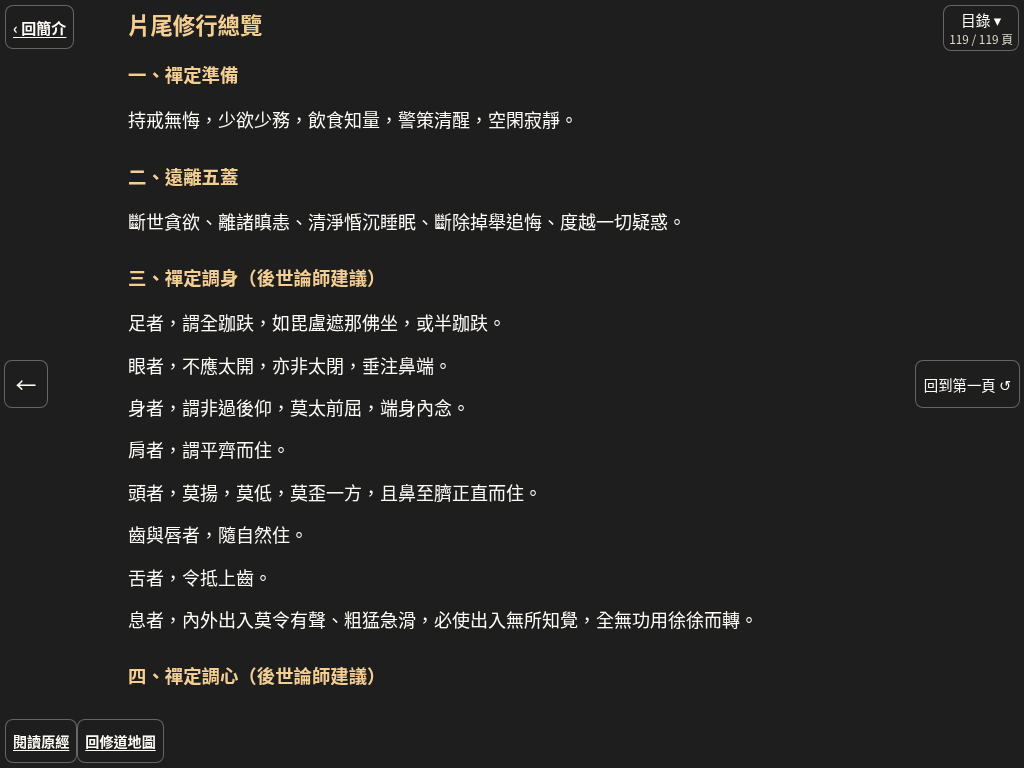 ‹ 回簡介
片尾修行總覽
目錄 ▾
119 / 119 頁
一、禪定準備
持戒無悔，少欲少務，飲食知量，警策清醒，空閑寂靜。
二、遠離五蓋
斷世貪欲、離諸瞋恚、清淨惛沉睡眠、斷除掉舉追悔、度越一切疑惑。
三、禪定調身（後世論師建議）
足者，謂全跏趺，如毘盧遮那佛坐，或半跏趺。
眼者，不應太開，亦非太閉，垂注鼻端。
←
回到第一頁 ↺
身者，謂非過後仰，莫太前屈，端身內念。
肩者，謂平齊而住。
頭者，莫揚，莫低，莫歪一方，且鼻至臍正直而住。
齒與唇者，隨自然住。
舌者，令抵上齒。
息者，內外出入莫令有聲、粗猛急滑，必使出入無所知覺，全無功用徐徐而轉。
四、禪定調心（後世論師建議）
閱讀原經
回修道地圖